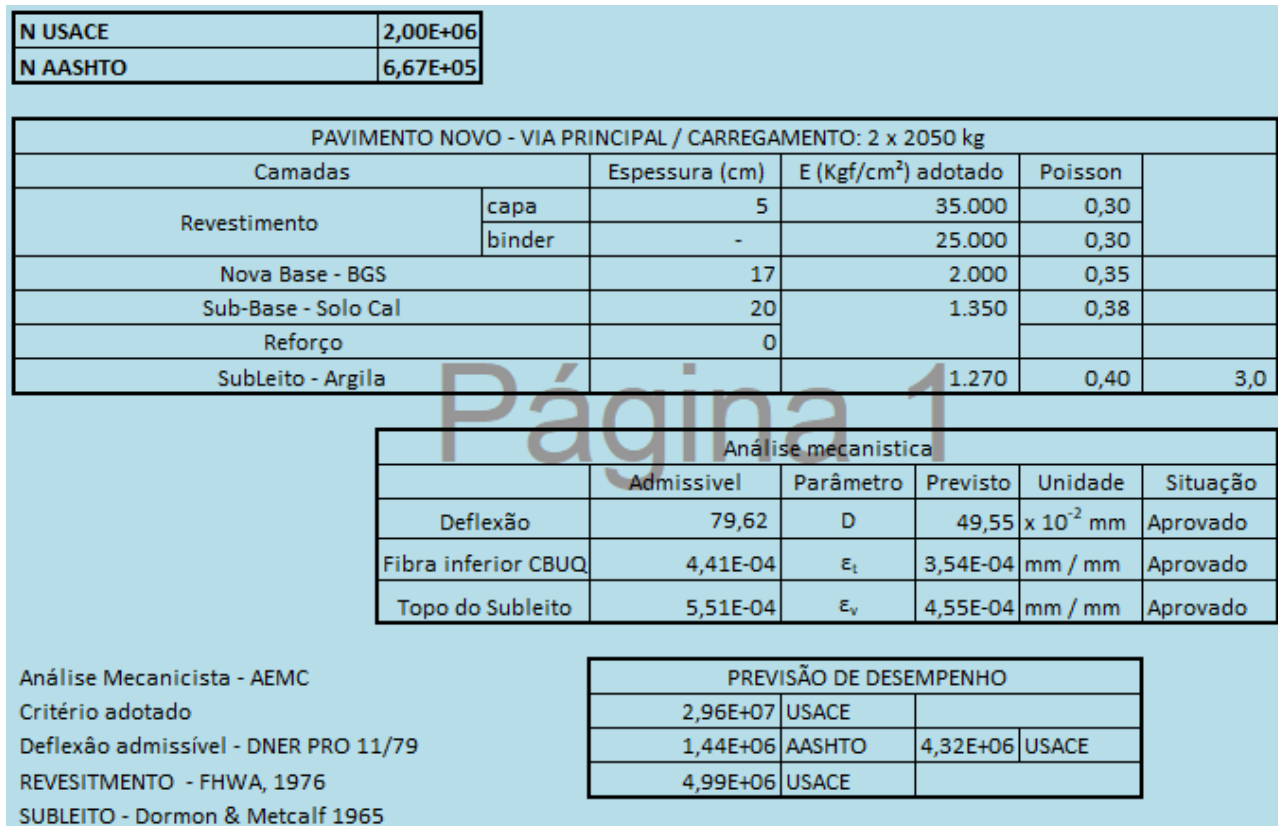 N USACE 2,00E+06
N AASHTO 6,67E+05
PAVIMENTO NOVO - VIA PRINCIPAL / CARREGAMENTO: 2 x 2050 kg
Camadas Espessura (cm) E (Kgf/cm²) adotado Poisson
Revestimento capa 5 35.000 0,30
binder - 25.000 0,30
Nova Base - BGS 17 2.000 0,35
Sub-Base - Solo Cal 20 1.350 0,38
Reforço 0
SubLeito - Argila 1.270 0,40 3,0
Página 1
Análise mecanistica
Admissivel Parâmetro Previsto Unidade Situação
Deflexão 79,62 D 49,55 x 10⁻² mm Aprovado
Fibra inferior CBUQ 4,41E-04 εt 3,54E-04 mm / mm Aprovado
Topo do Subleito 5,51E-04 εv 4,55E-04 mm / mm Aprovado
Análise Mecanicista - AEMC
Critério adotado
Deflexâo admissível - DNER PRO 11/79
REVESITMENTO - FHWA, 1976
SUBLEITO - Dormon & Metcalf 1965
PREVISÃO DE DESEMPENHO
2,96E+07 USACE
1,44E+06 AASHTO 4,32E+06 USACE
4,99E+06 USACE